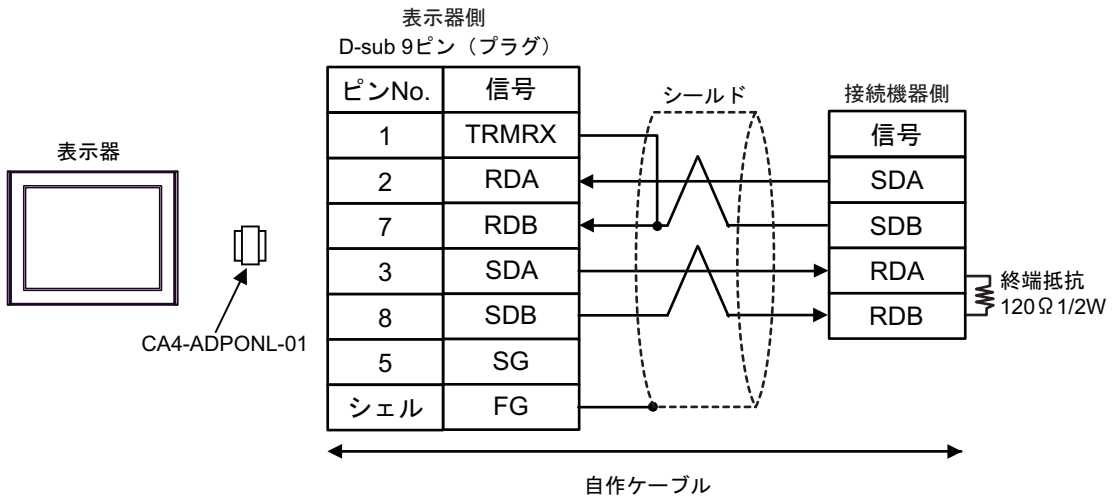 表示器側
D-sub 9ピン（プラグ）
ピンNo. 信号
1 TRMRX
2 RDA
7 RDB
3 SDA
8 SDB
5 SG
シェル FG
シールド
接続機器側
信号
SDA
SDB
RDA
RDB
終端抵抗
120Ω 1/2W
表示器
CA4-ADPONL-01
自作ケーブル